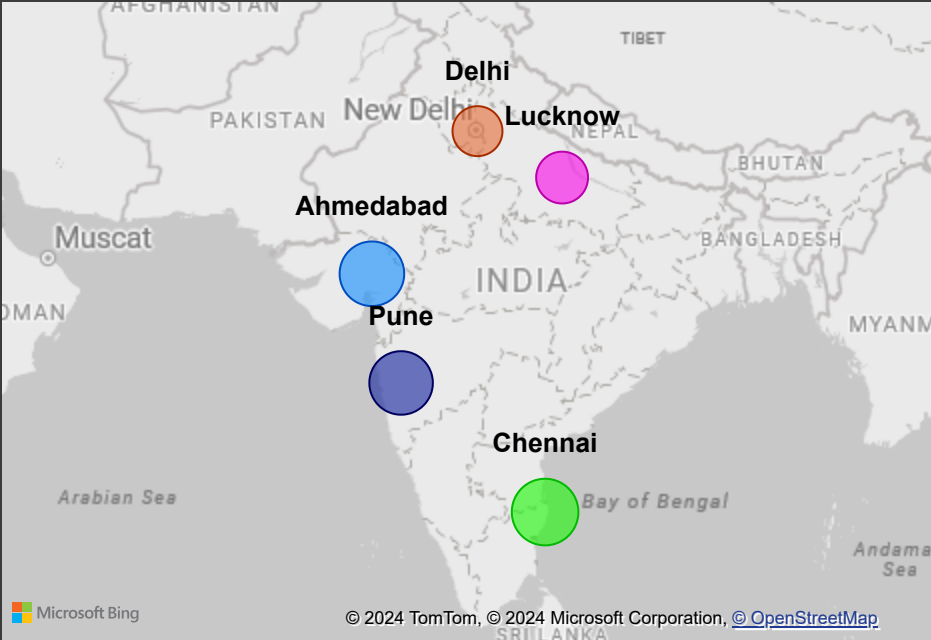 AFGHANISTAN
TIBET
Delhi
New Delhi
Lucknow
PAKISTAN
NEPAL
BHUTAN
Ahmedabad
Muscat
BANGLADESH
INDIA
OMAN
Pune
MYANM
Chennai
Arabian Sea
Bay of Bengal
Andama
Sea
Microsoft Bing
© 2024 TomTom, © 2024 Microsoft Corporation, © OpenStreetMap
SRI LANKA